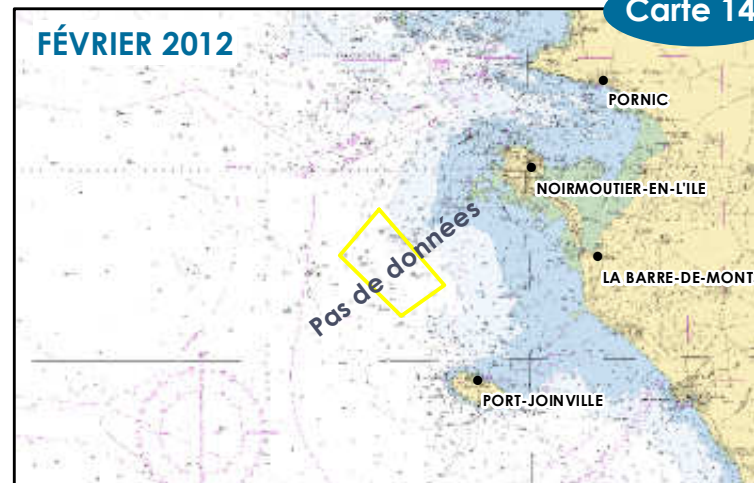 Carte 14
FÉVRIER 2012
PORNIC
NOIRMOUTIER-EN-L'ILE
Pas de données
LA BARRE-DE-MONT
PORT-JOINVILLE